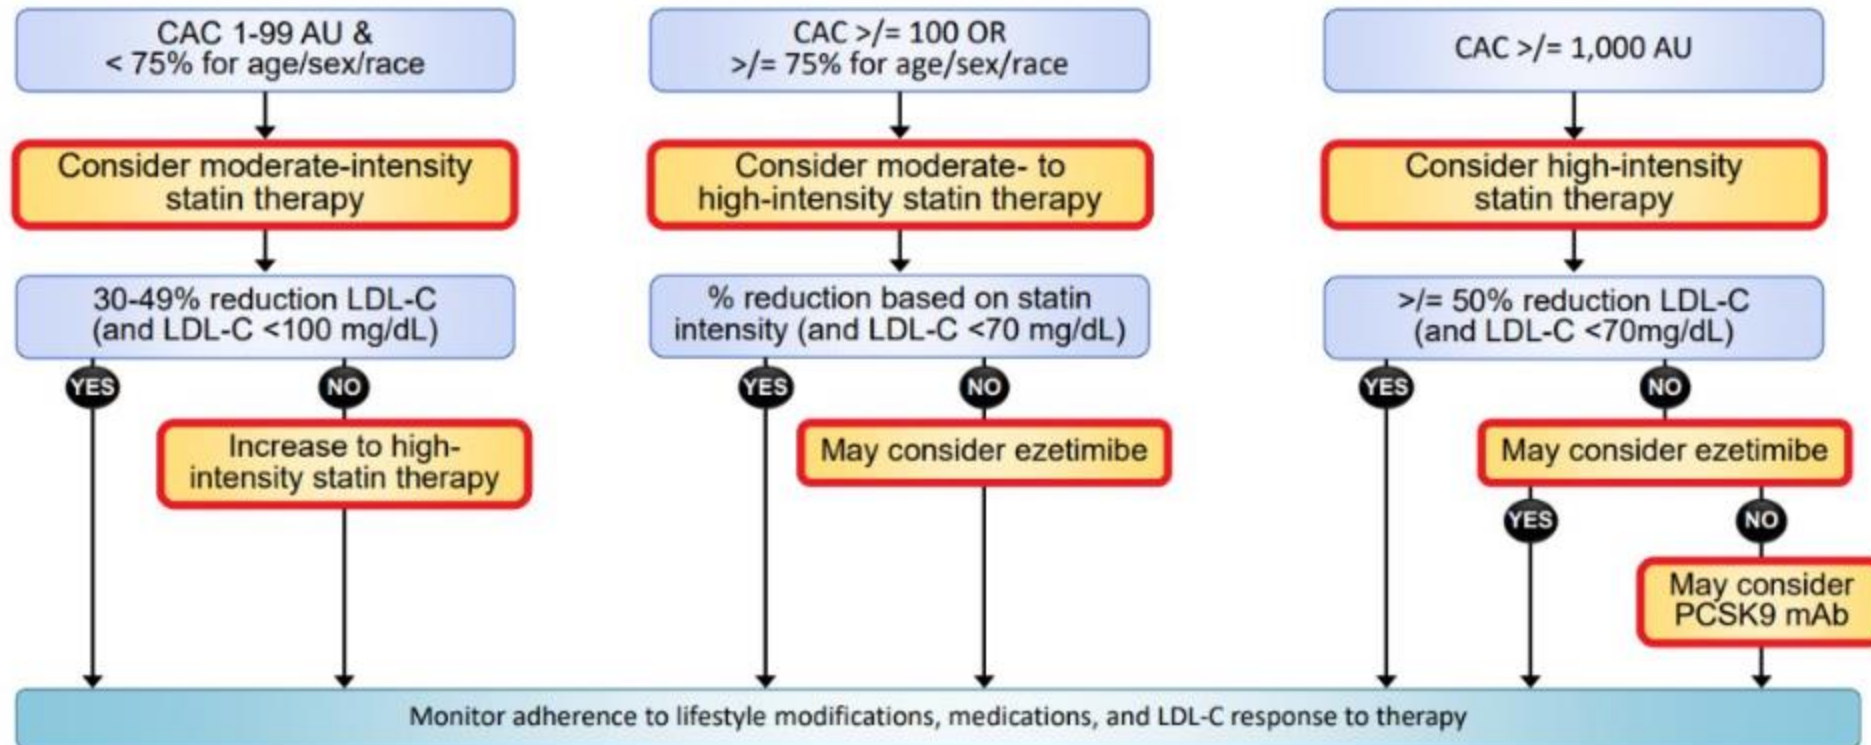 CAC 1-99 AU &
< 75% for age/sex/race
Consider moderate-intensity
statin therapy
30-49% reduction LDL-C
(and LDL-C <100 mg/dL)
YES
NO
Increase to high-
intensity statin therapy
CAC >/= 100 OR
>/= 75% for age/sex/race
Consider moderate- to
high-intensity statin therapy
% reduction based on statin
intensity (and LDL-C <70 mg/dL)
YES
NO
May consider ezetimibe
CAC >/= 1,000 AU
Consider high-intensity
statin therapy
>/= 50% reduction LDL-C
(and LDL-C <70mg/dL)
YES
NO
May consider ezetimibe
YES
NO
May consider
PCSK9 mAb
Monitor adherence to lifestyle modifications, medications, and LDL-C response to therapy